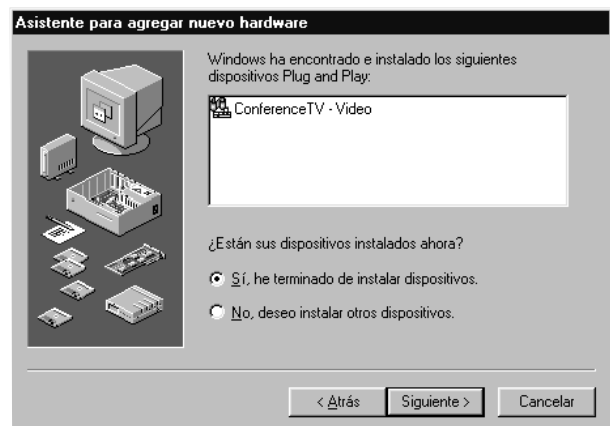 Asistente para agregar nuevo hardware
Windows ha encontrado e instalado los siguientes
dispositivos Plug and Play:
ConferenceTV - Video
¿Están sus dispositivos instalados ahora?
Sí, he terminado de instalar dispositivos.
No, deseo instalar otros dispositivos.
< Atrás
Siguiente >
Cancelar